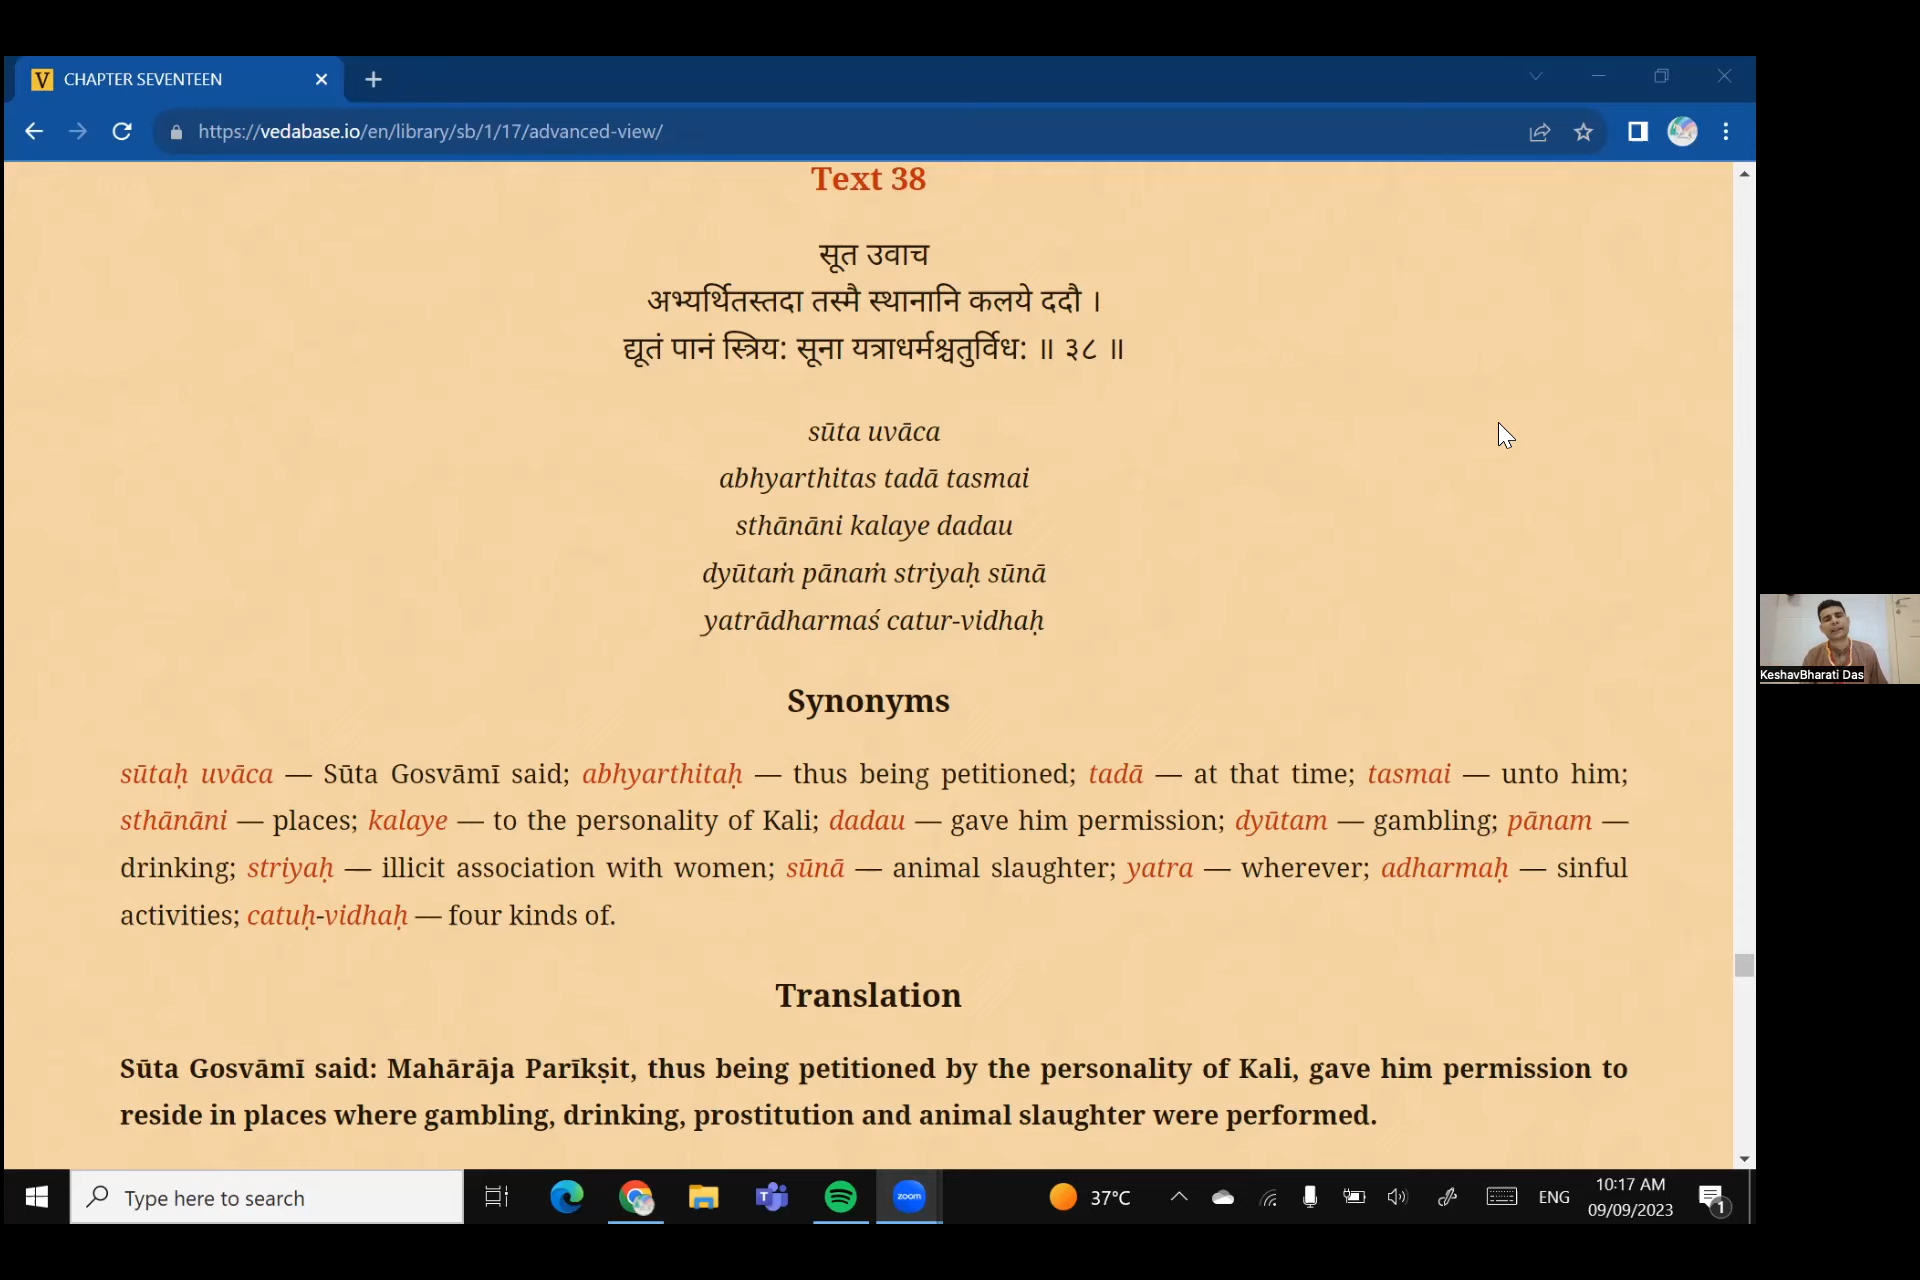 CHAPTER SEVENTEEN
https://vedabase.io/en/library/sb/1/17/advanced-view/
Text 38
सूत उवाच
अभ्यर्थितस्तदा तस्मै स्थानानि कलये ददौ ।
द्यूतं पानं स्त्रिय: सूना यत्राधर्मश्चतुर्विध: ॥ ३८ ॥
sūta uvāca
abhyarthitas tadā tasmai
sthānāni kalaye dadau
dyūtaṁ pānaṁ striyaḥ sūnā
yatrādharmaś catur-vidhaḥ
Synonyms
sūtaḥ uvāca — Sūta Gosvāmī said; abhyarthitaḥ — thus being petitioned; tadā — at that time; tasmai — unto him;
sthānāni — places; kalaye — to the personality of Kali; dadau — gave him permission; dyūtam — gambling; pānam —
drinking; striyaḥ — illicit association with women; sūnā — animal slaughter; yatra — wherever; adharmaḥ — sinful
activities; catuḥ-vidhaḥ — four kinds of.
Translation
Sūta Gosvāmī said: Mahārāja Parīkṣit, thus being petitioned by the personality of Kali, gave him permission to
reside in places where gambling, drinking, prostitution and animal slaughter were performed.
KeshavBharati Das
Type here to search
zoom
37°C
ENG
10:17 AM
09/09/2023
1